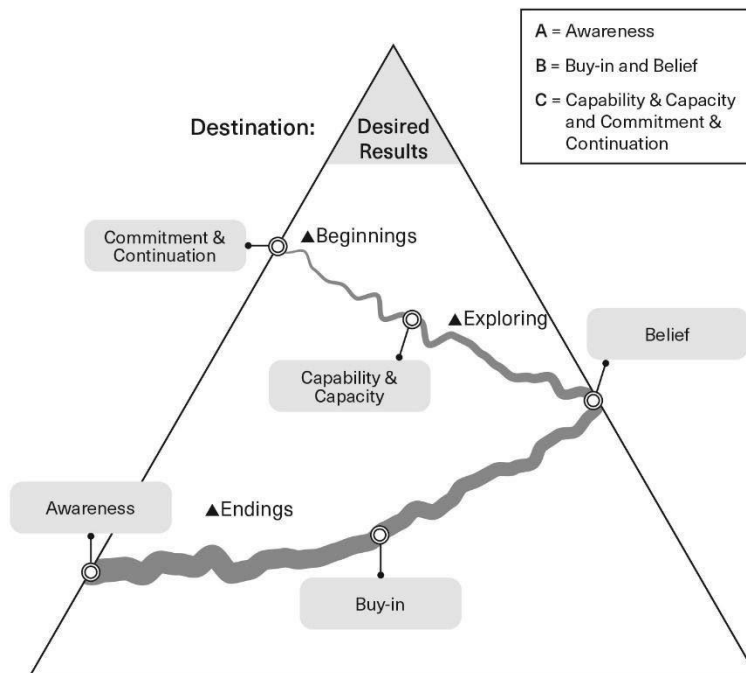 A = Awareness
B = Buy-in and Belief
C = Capability & Capacity
and Commitment &
Continuation
Destination:
Desired
Results
Commitment &
Continuation
▲Beginnings
▲Exploring
Belief
Capability &
Capacity
Awareness
▲Endings
Buy-in